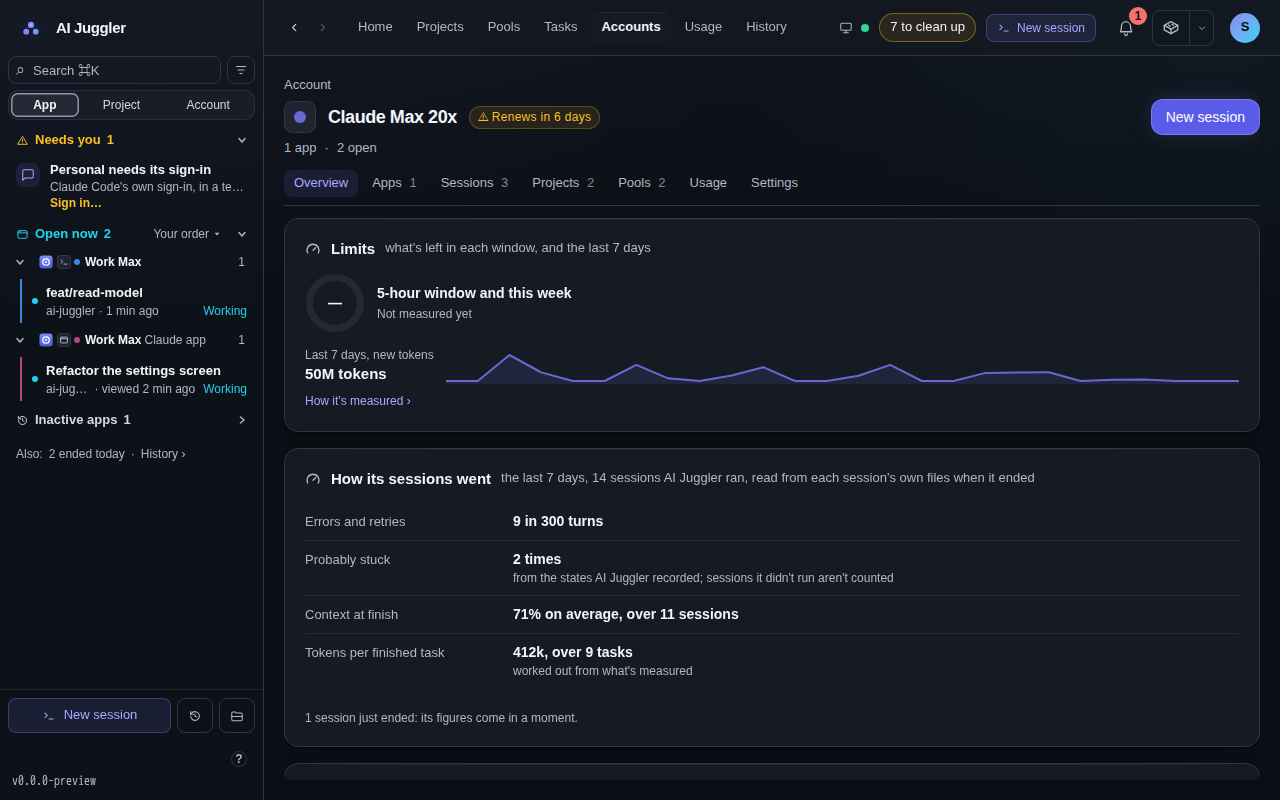 AI Juggler
Search ⌘K
App Project Account
Needs you 1
Personal needs its sign-in
Claude Code's own sign-in, in a te…
Sign in…
Open now 2 Your order
Work Max 1
feat/read-model
ai-juggler · 1 min ago Working
Work Max Claude app 1
Refactor the settings screen
ai-jug… · viewed 2 min ago Working
Inactive apps 1
Also: 2 ended today · History ›
New session
?
v0.0.0-preview
Home Projects Pools Tasks Accounts Usage History
7 to clean up
New session
1
S
Account
Claude Max 20x
Renews in 6 days
New session
1 app · 2 open
Overview Apps 1 Sessions 3 Projects 2 Pools 2 Usage Settings
Limits what's left in each window, and the last 7 days
—
5-hour window and this week
Not measured yet
Last 7 days, new tokens
50M tokens
How it's measured ›
How its sessions went the last 7 days, 14 sessions AI Juggler ran, read from each session's own files when it ended
Errors and retries 9 in 300 turns
Probably stuck 2 times
from the states AI Juggler recorded; sessions it didn't run aren't counted
Context at finish 71% on average, over 11 sessions
Tokens per finished task 412k, over 9 tasks
worked out from what's measured
1 session just ended: its figures come in a moment.